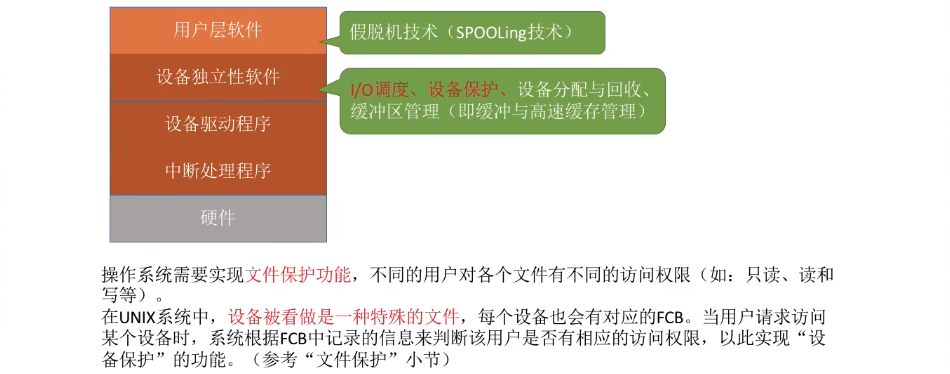 用户层软件
假脱机技术（SPOOLing技术）
设备独立性软件
I/O调度、设备保护、设备分配与回收、
缓冲区管理（即缓冲与高速缓存管理）
设备驱动程序
中断处理程序
硬件
操作系统需要实现文件保护功能，不同的用户对各个文件有不同的访问权限（如：只读、读和
写等）。
在UNIX系统中，设备被看做是一种特殊的文件，每个设备也会有对应的FCB。当用户请求访问
某个设备时，系统根据FCB中记录的信息来判断该用户是否有相应的访问权限，以此实现“设
备保护”的功能。（参考“文件保护”小节）